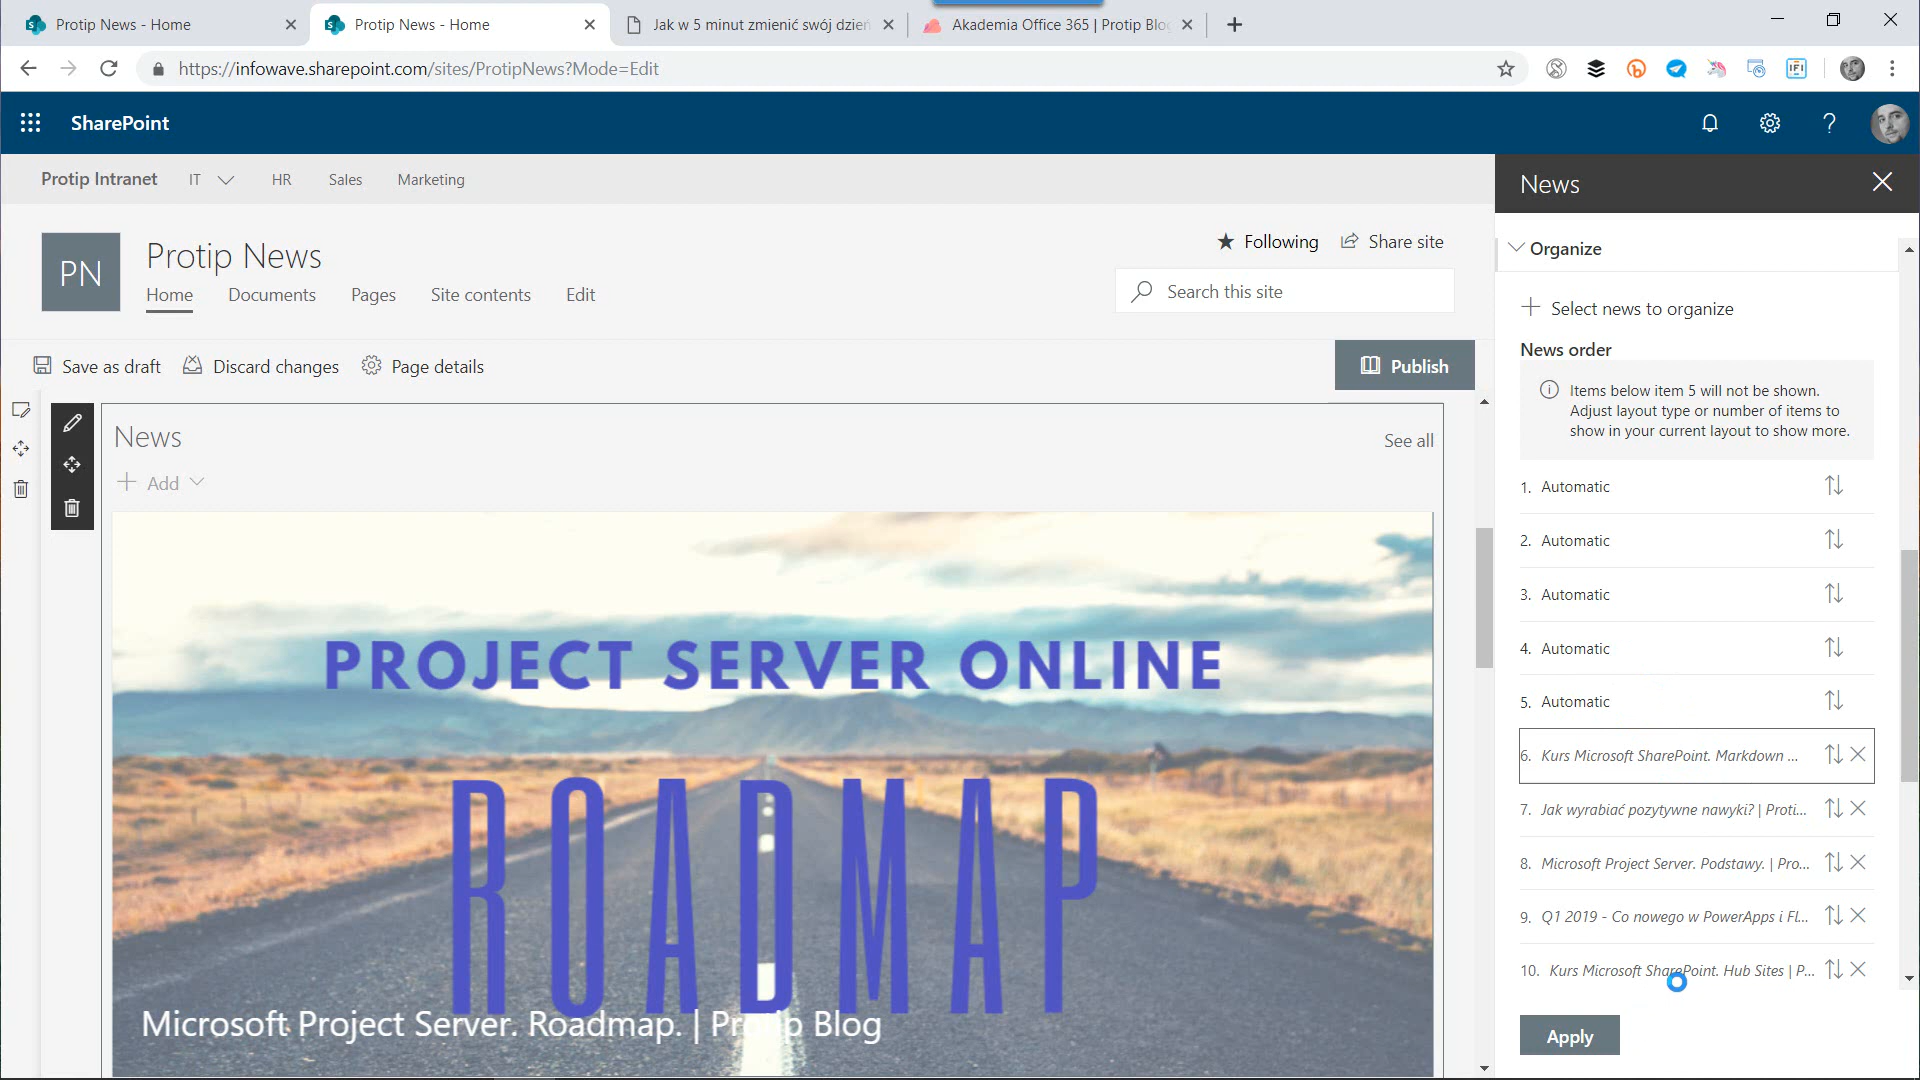 Protip News - Home
Protip News - Home
Jak w 5 minut zmienić swój dzień
Akademia Office 365 | Protip Blog
https://infowave.sharepoint.com/sites/ProtipNews?Mode=Edit
SharePoint
Protip Intranet
IT
HR
Sales
Marketing
PN
Protip News
Home
Documents
Pages
Site contents
Edit
Following
Share site
Search this site
Save as draft
Discard changes
Page details
Publish
News
See all
Add
PROJECT SERVER ONLINE
ROADMAP
Microsoft Project Server. Roadmap. | Protip Blog
News
Organize
Select news to organize
News order
Items below item 5 will not be shown.
Adjust layout type or number of items to
show in your current layout to show more.
1. Automatic
2. Automatic
3. Automatic
4. Automatic
5. Automatic
6. Kurs Microsoft SharePoint. Markdown ...
7. Jak wyrabiać pozytywne nawyki? | Proti...
8. Microsoft Project Server. Podstawy. | Pro...
9. Q1 2019 - Co nowego w PowerApps i Fl...
10. Kurs Microsoft SharePoint. Hub Sites | P...
Apply